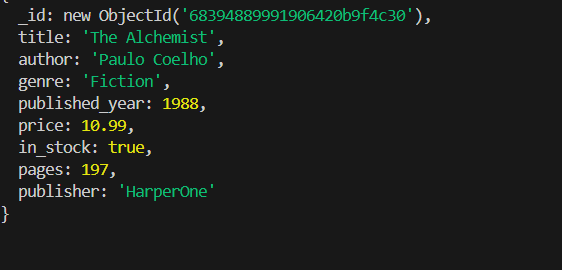 _id: new ObjectId('68394889991906420b9f4c30'),
title: 'The Alchemist',
author: 'Paulo Coelho',
genre: 'Fiction',
published_year: 1988,
price: 10.99,
in_stock: true,
pages: 197,
publisher: 'HarperOne'
}